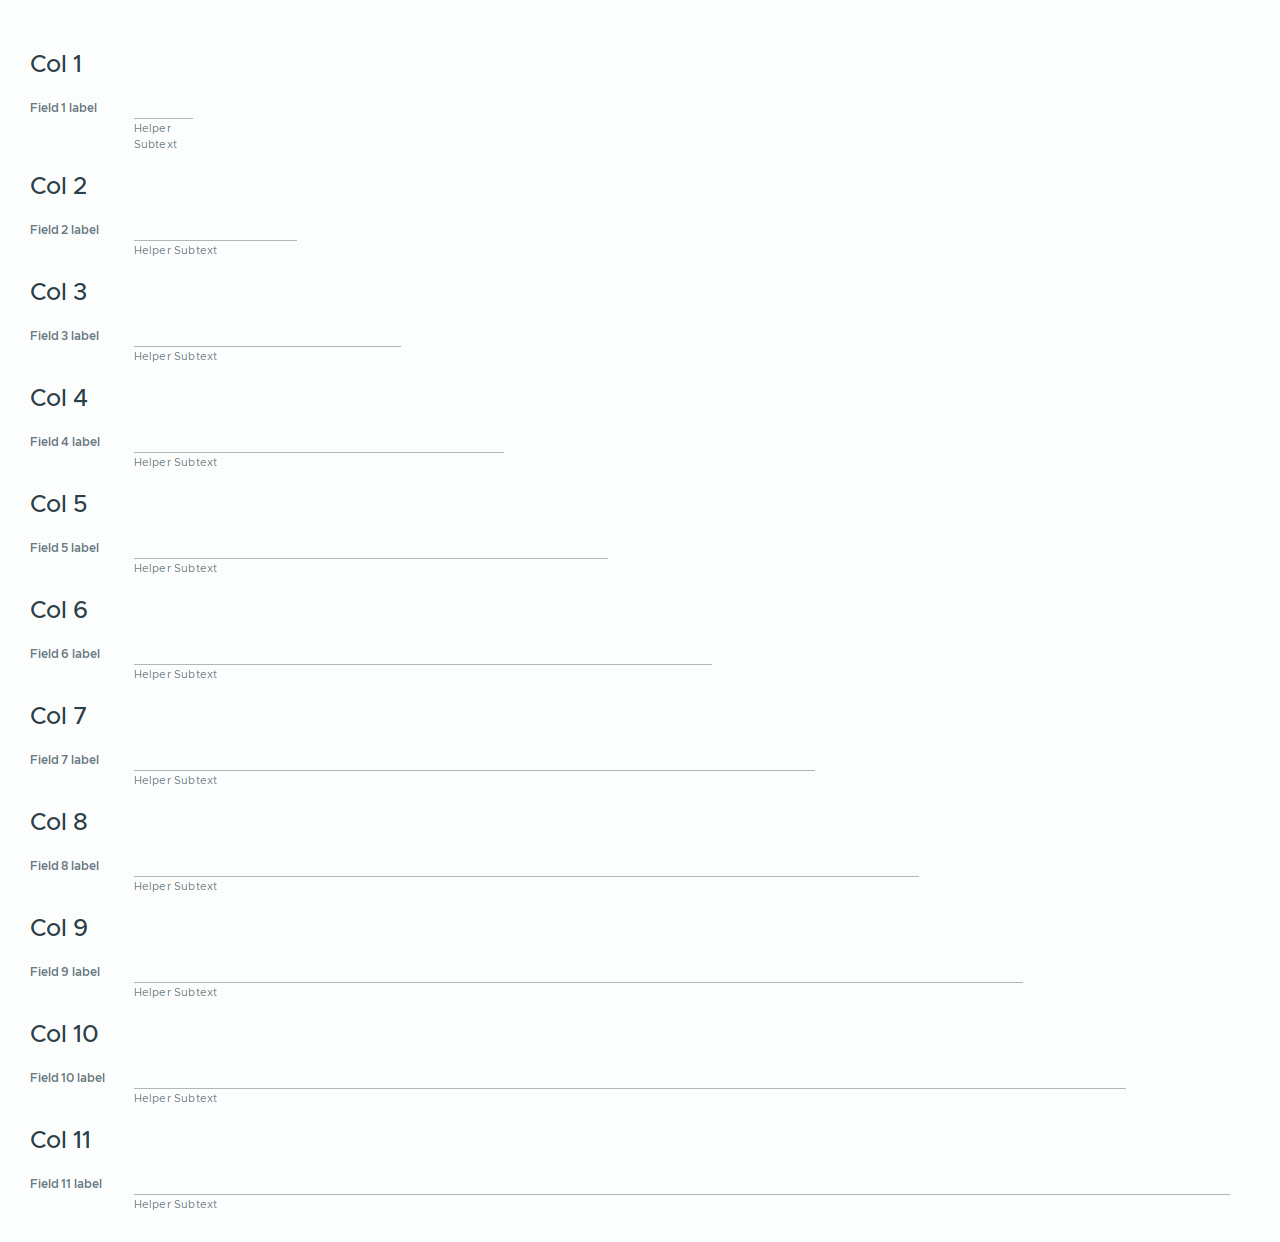 Col 1
Field 1 label
Helper
Subtext
Col 2
Field 2 label
Helper Subtext
Col 3
Field 3 label
Helper Subtext
Col 4
Field 4 label
Helper Subtext
Col 5
Field 5 label
Helper Subtext
Col 6
Field 6 label
Helper Subtext
Col 7
Field 7 label
Helper Subtext
Col 8
Field 8 label
Helper Subtext
Col 9
Field 9 label
Helper Subtext
Col 10
Field 10 label
Helper Subtext
Col 11
Field 11 label
Helper Subtext